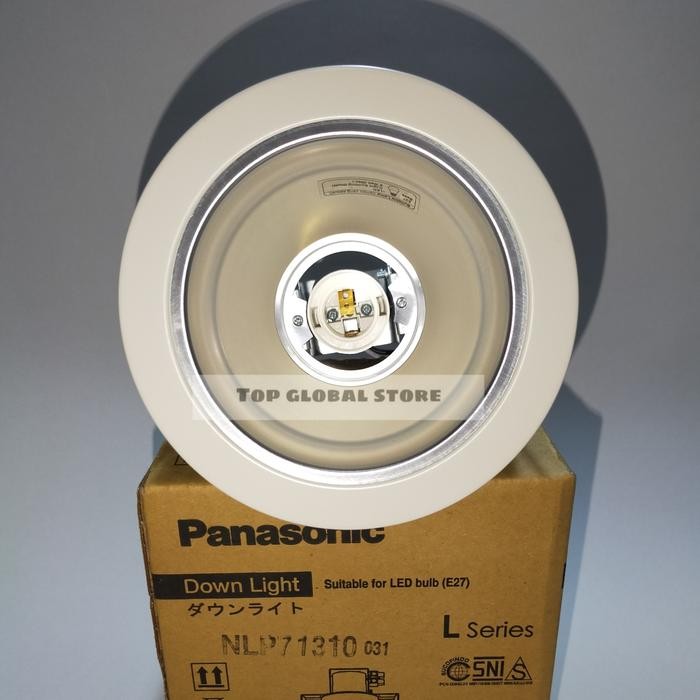 TOP GLOBAL STORE
Panasonic
Down Light . Suitable for LED bulb (E27)
ダウンライト
NLP71310 031
L Series
SUCOFINDO
SNI